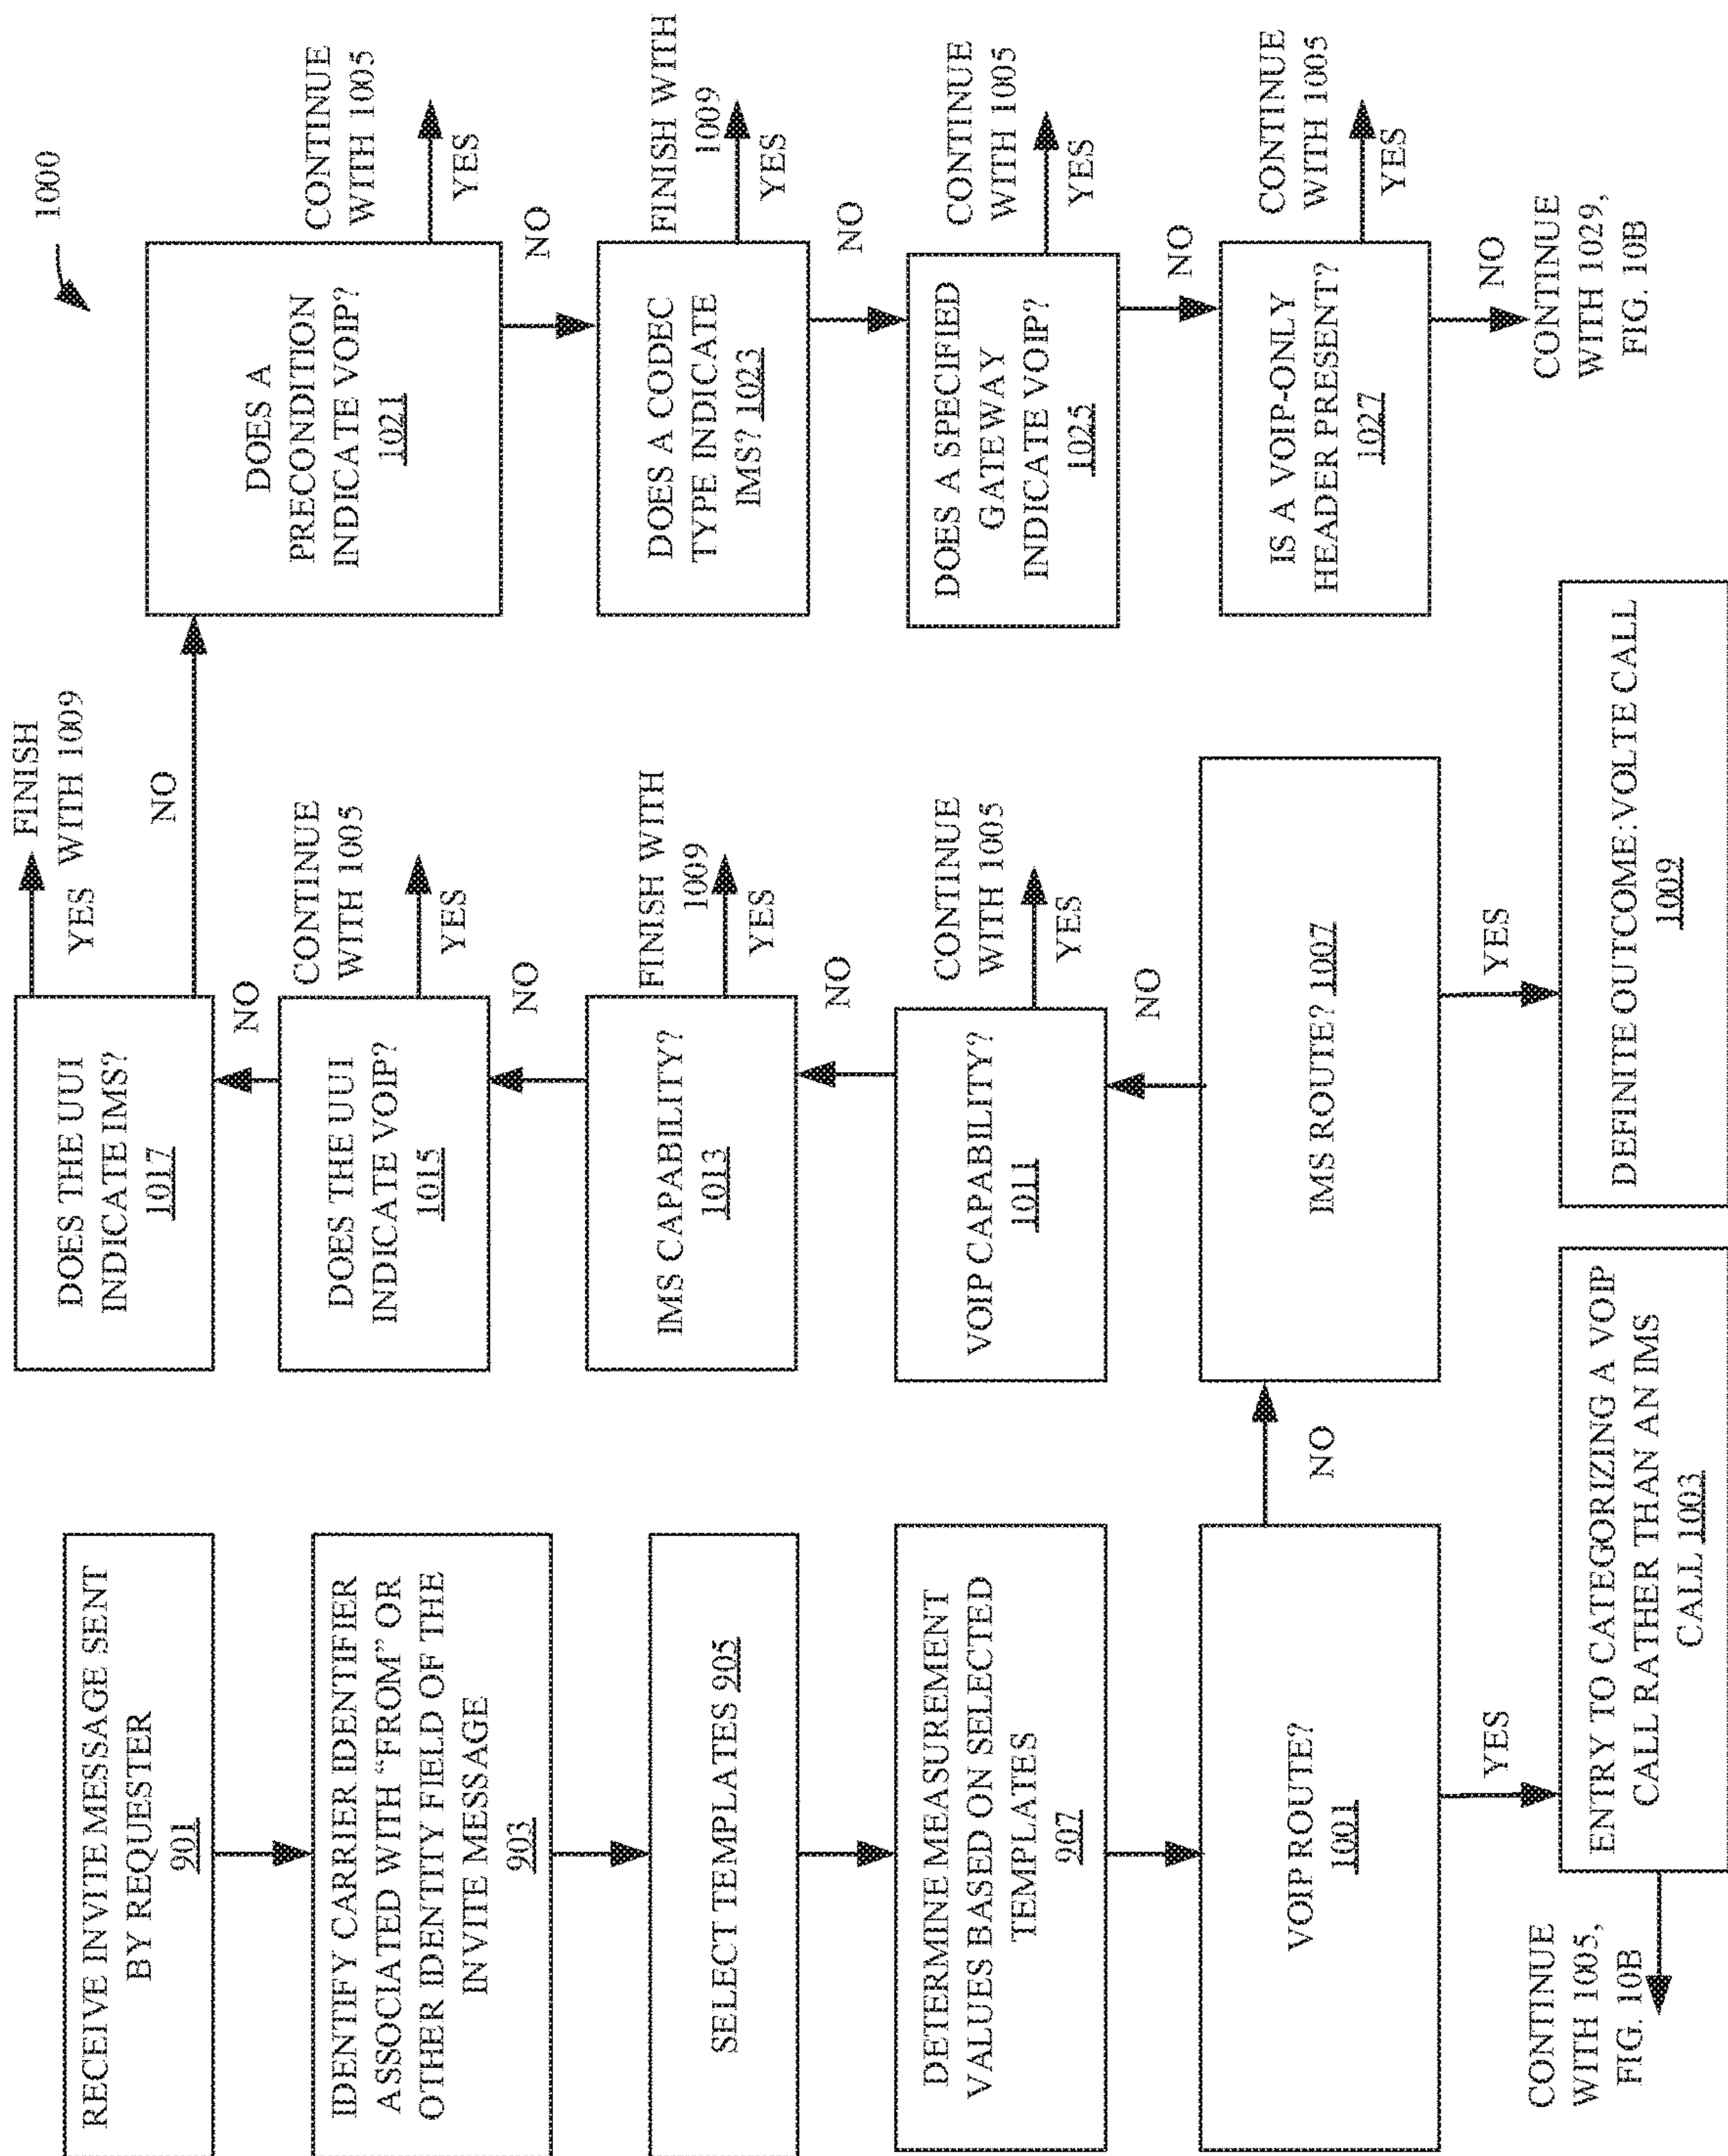 1000
RECEIVE INVITE MESSAGE SENT
BY REQUESTER
901
IDENTIFY CARRIER IDENTIFIER
ASSOCIATED WITH "FROM" OR
OTHER IDENTITY FIELD OF THE
INVITE MESSAGE
903
SELECT TEMPLATES 905
DETERMINE MEASUREMENT
VALUES BASED ON SELECTED
TEMPLATES
907
VOIP ROUTE?
1001
NO
YES
ENTRY TO CATEGORIZING A VOIP
CALL RATHER THAN AN IMS
CALL 1003
CONTINUE
WITH 1005,
FIG. 10B
IMS ROUTE? 1007
YES
DEFINITE OUTCOME:VOLTE CALL
1009
NO
VOIP CAPABILITY?
1011
CONTINUE
WITH 1005
YES
NO
IMS CAPABILITY?
1013
FINISH WITH
1009
YES
NO
DOES THE UUI
INDICATE VOIP?
1015
CONTINUE
WITH 1005
YES
NO
DOES THE UUI
INDICATE IMS?
1017
FINISH
YES WITH 1009
NO
DOES A
PRECONDITION
INDICATE VOIP?
1021
CONTINUE
WITH 1005
YES
NO
DOES A CODEC
TYPE INDICATE
IMS? 1023
FINISH WITH
1009
YES
NO
DOES A SPECIFIED
GATEWAY
INDICATE VOIP?
1025
CONTINUE
WITH 1005
YES
NO
IS A VOIP-ONLY
HEADER PRESENT?
1027
CONTINUE
WITH 1005
YES
NO
CONTINUE
WITH 1029,
FIG. 10B